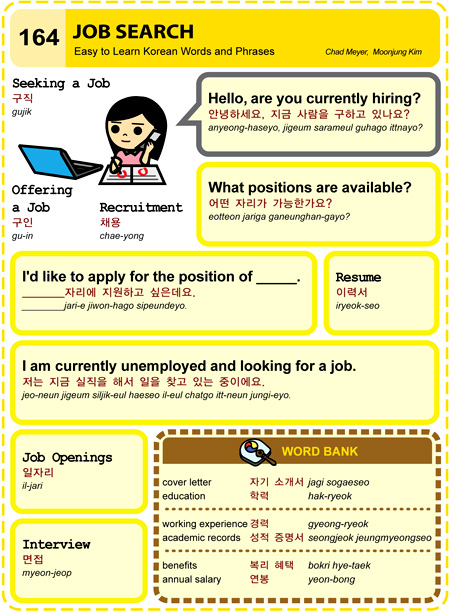 164
JOB SEARCH
Easy to Learn Korean Words and Phrases
Chad Meyer, Moonjung Kim
Seeking a Job
구직
gujik
Hello, are you currently hiring?
안녕하세요, 지금 사람을 구하고 있나요?
anyeong-haseyo, jigeum sarameul guhago ittnayo?
Offering
a Job
구인
gu-in
Recruitment
채용
chae-yong
What positions are available?
어떤 자리가 가능한가요?
eotteon jariga ganeunghan-gayo?
I'd like to apply for the position of _____.
_______자리에 지원하고 싶은데요.
________jari-e jiwon-hago sipeundeyo.
Resume
이력서
iryeok-seo
I am currently unemployed and looking for a job.
저는 지금 실직을 해서 일을 찾고 있는 중이에요.
jeo-neun jigeum siljik-eul haeseo il-eul chatgo itt-neun jungi-eyo.
Job Openings
일자리
il-jari
Interview
면접
myeon-jeop
WORD BANK
cover letter 자기 소개서 jagi sogaeseo
education 학력 hak-ryeok
working experience 경력 gyeong-ryeok
academic records 성적 증명서 seongjeok jeungmyeongseo
benefits 복리 혜택 bokri hye-taek
annual salary 연봉 yeon-bong